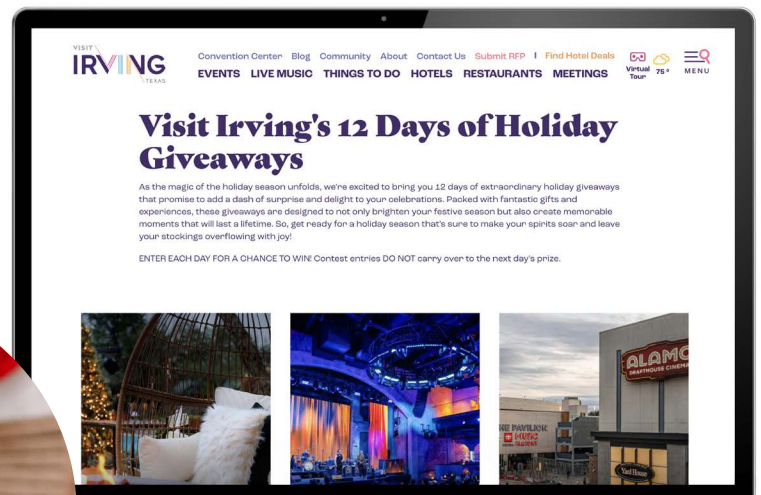 VISIT
IRVING
TEXAS
Convention Center Blog Community About Contact Us Submit RFP | Find Hotel Deals
EVENTS LIVE MUSIC THINGS TO DO HOTELS RESTAURANTS MEETINGS
Virtual Tour
75°
MENU
Visit Irving's 12 Days of Holiday
Giveaways
As the magic of the holiday season unfolds, we're excited to bring you 12 days of extraordinary holiday giveaways
that promise to add a dash of surprise and delight to your celebrations. Packed with fantastic gifts and
experiences, these giveaways are designed to not only brighten your festive season but also create memorable
moments that will last a lifetime. So, get ready for a holiday season that's sure to make your spirits soar and leave
your stockings overflowing with joy!
ENTER EACH DAY FOR A CHANCE TO WIN! Contest entries DO NOT carry over to the next day's prize.
ALAMO
DRAFTHOUSE CINEMA
THE PAVILION
MUSIC FACTORY
Yard House